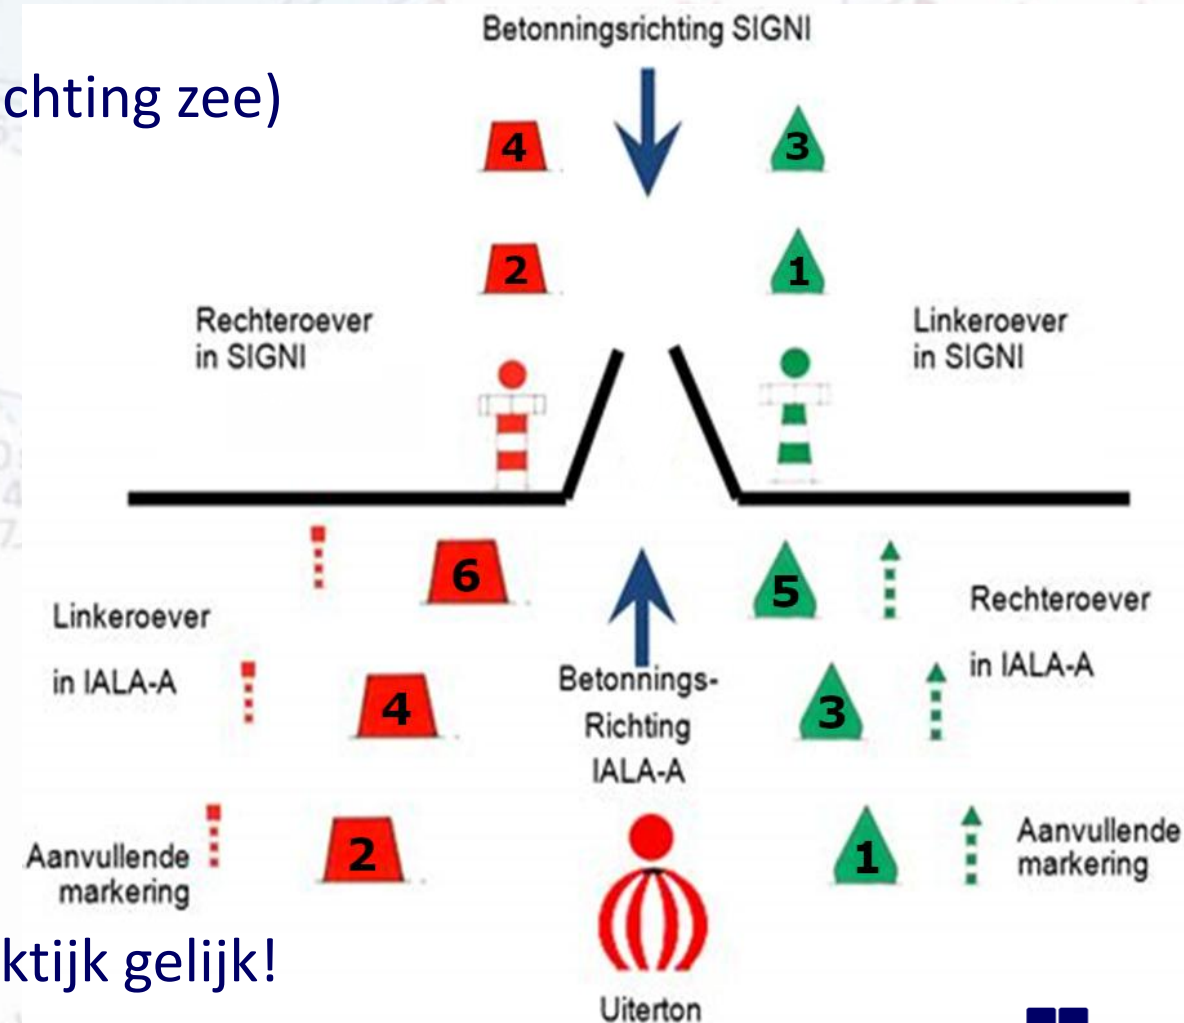 Betonningsrichting SIGNI
chting zee)
4
3
2
1
Rechteroever
in SIGNI
Linkeroever
in SIGNI
6
5
Linkeroever
in IALA-A
Rechteroever
in IALA-A
4
3
Betonnings-
Richting
IALA-A
2
1
Aanvullende
markering
Aanvullende
markering
ktijk gelijk!
Uiterton